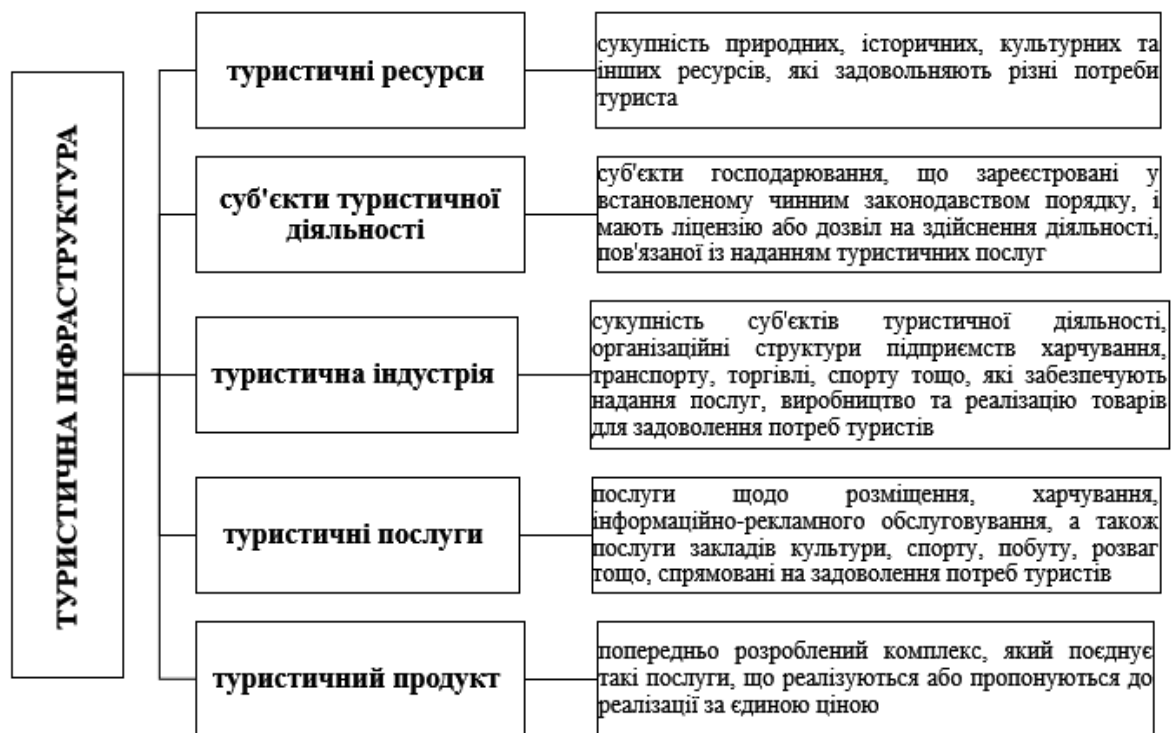 ТУРИСТИЧНА ІНФРАСТРУКТУРА
туристичні ресурси
сукупність природних, історичних, культурних та
інших ресурсів, які задовольняють різні потреби
туриста
суб'єкти туристичної
діяльності
суб'єкти господарювання, що зареєстровані у
встановленому чинним законодавством порядку, і
мають ліцензію або дозвіл на здійснення діяльності,
пов'язаної із наданням туристичних послуг
туристична індустрія
сукупність суб'єктів туристичної діяльності,
організаційні структури підприємств харчування,
транспорту, торгівлі, спорту тощо, які забезпечують
надання послуг, виробництво та реалізацію товарів
для задоволення потреб туристів
туристичні послуги
послуги щодо розміщення, харчування,
інформаційно-рекламного обслуговування, а також
послуги закладів культури, спорту, побуту, розваг
тощо, спрямовані на задоволення потреб туристів
туристичний продукт
попередньо розроблений комплекс, який поєднує
такі послуги, що реалізуються або пропонуються до
реалізації за єдиною ціною